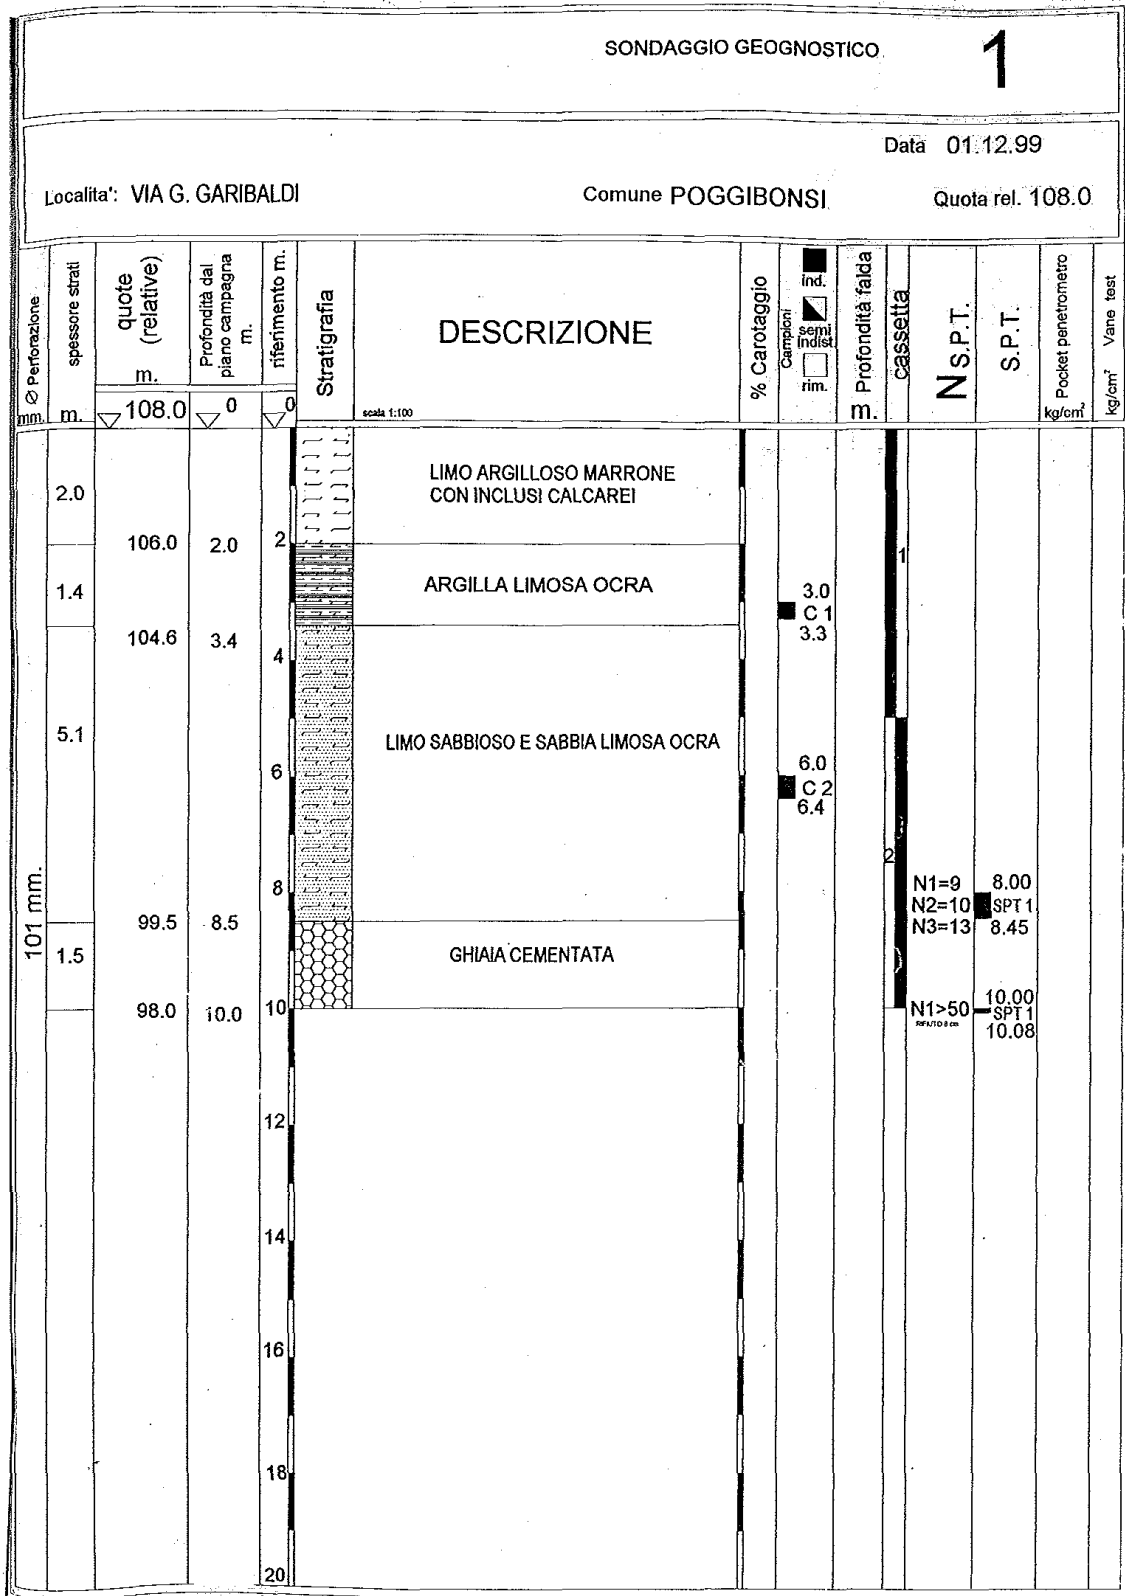 SONDAGGIO GEOGNOSTICO 1
Data 01.12.99
Localita': VIA G. GARIBALDI Comune POGGIBONSI Quota rel. 108.0
Ø Perforazione mm.
spessore strati m.
quote (relative) m.
108.0
Profondità dal piano campagna m.
0
riferimento m.
0
Stratigrafia
DESCRIZIONE
scala 1:100
% Carotaggio
Campioni
ind.
semi indist
rim.
Profondità falda
m.
cassetta
N S.P.T.
S.P.T.
Pocket penetrometro
kg/cm²
Vane test
kg/cm²
LIMO ARGILLOSO MARRONE
CON INCLUSI CALCAREI
2.0
106.0 2.0 2
1
1.4 ARGILLA LIMOSA OCRA
3.0
C 1
3.3
104.6 3.4
4
5.1 LIMO SABBIOSO E SABBIA LIMOSA OCRA
6
6.0
C 2
6.4
2
8
N1=9 8.00
N2=10 SPT 1
N3=13 8.45
101 mm.
99.5 8.5
1.5 GHIAIA CEMENTATA
98.0 10.0 10
10.00
N1>50 SPT 1
RIFIUTO 8 cm
10.08
12
14
16
18
20